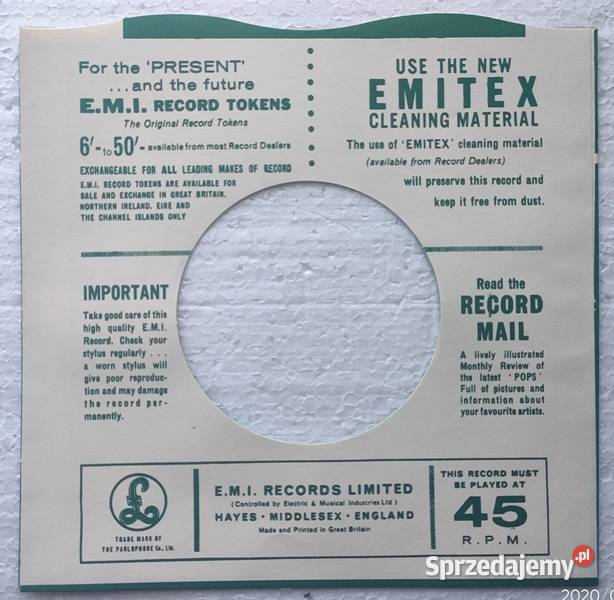 For the 'PRESENT'
...and the future
E.M.I. RECORD TOKENS
The Original Record Tokens
6/- to 50/- available from most Record Dealers
EXCHANGEABLE FOR ALL LEADING MAKES OF RECORD
E.M.I. RECORD TOKENS ARE AVAILABLE FOR
SALE AND EXCHANGE IN GREAT BRITAIN,
NORTHERN IRELAND, EIRE AND
THE CHANNEL ISLANDS ONLY
USE THE NEW
EMITEX
CLEANING MATERIAL
The use of 'EMITEX' cleaning material
(available from Record Dealers)
will preserve this record and
keep it free from dust.
IMPORTANT
Take good care of this
high quality E.M.I.
Record. Check your
stylus regularly ...
a worn stylus will
give poor reproduc-
tion and may damage
the record per-
manently.
Read the
RECORD
MAIL
A lively illustrated
Monthly Review of
the latest 'POPS'
Full of pictures and
information about
your favourite artists.
£
TRADE MARK OF
THE PARLOPHONE Co., LTD.
E.M.I. RECORDS LIMITED
(Controlled by Electric & Musical Industries Ltd)
HAYES • MIDDLESEX • ENGLAND
Made and Printed in Great Britain
THIS RECORD MUST
BE PLAYED AT
45
R.P.M.
Sprzedajemy.pl